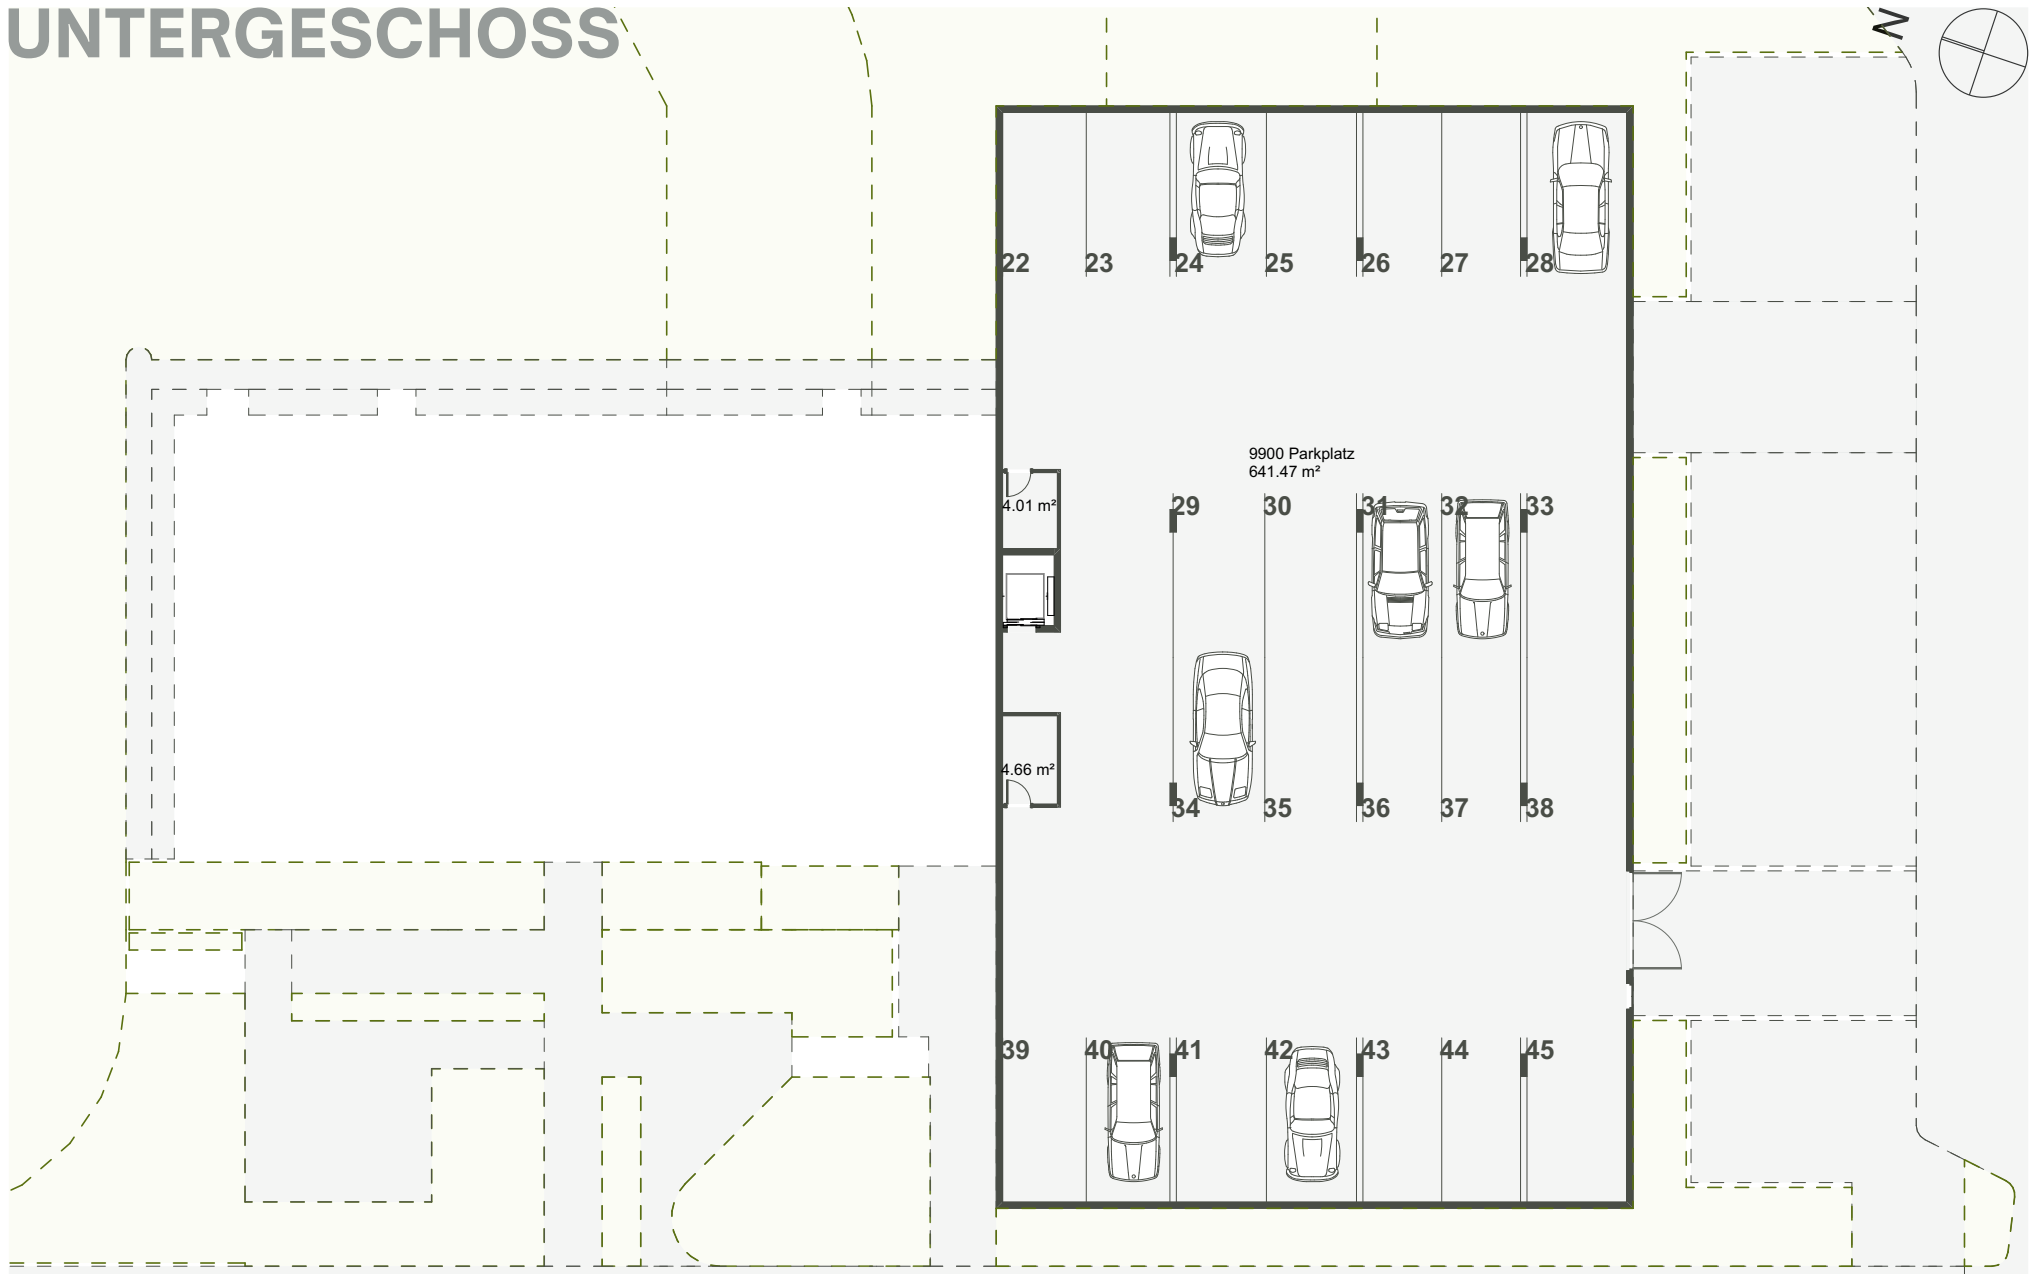 UNTERGESCHOSS
N
22 23 24 25 26 27 28
9900 Parkplatz
641.47 m²
4.01 m²
29 30 31 32 33
4.66 m²
34 35 36 37 38
39 40 41 42 43 44 45